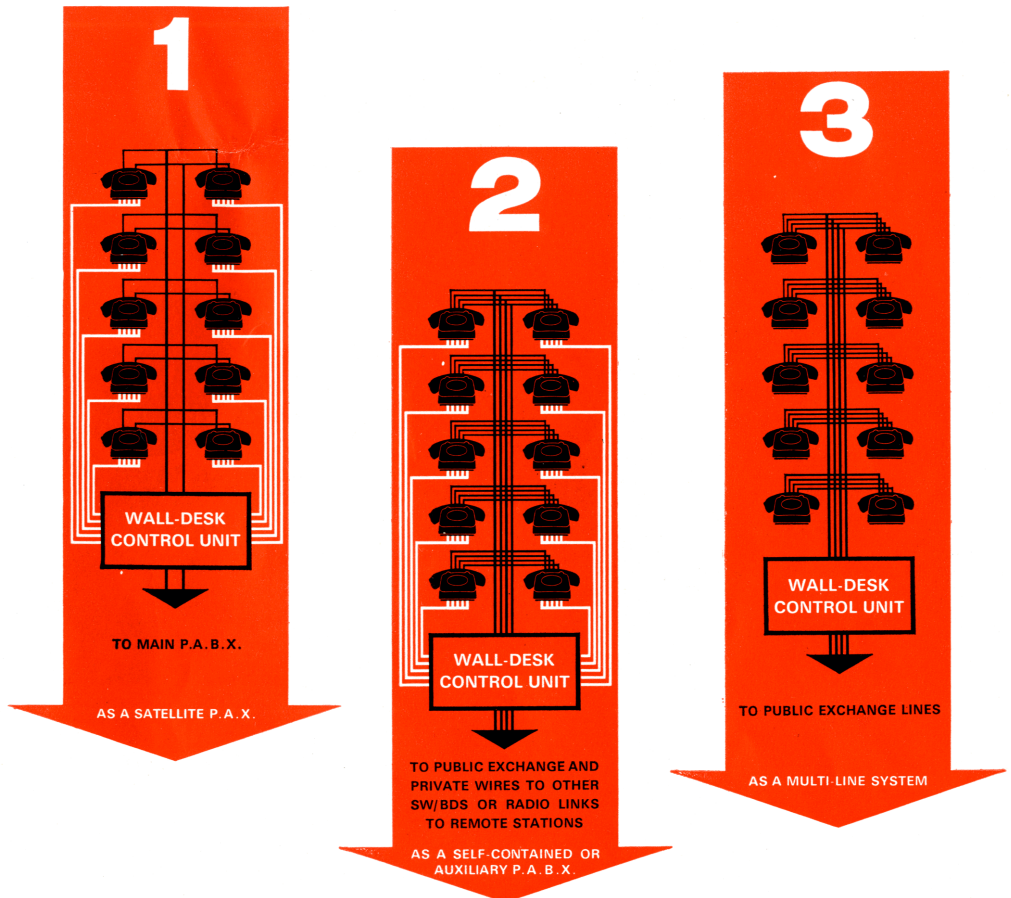 1
WALL-DESK
CONTROL UNIT
TO MAIN P.A.B.X.
AS A SATELLITE P.A.X.
2
WALL-DESK
CONTROL UNIT
TO PUBLIC EXCHANGE AND
PRIVATE WIRES TO OTHER
SW/BDS OR RADIO LINKS
TO REMOTE STATIONS
AS A SELF-CONTAINED OR
AUXILIARY P.A.B.X.
3
WALL-DESK
CONTROL UNIT
TO PUBLIC EXCHANGE LINES
AS A MULTI-LINE SYSTEM